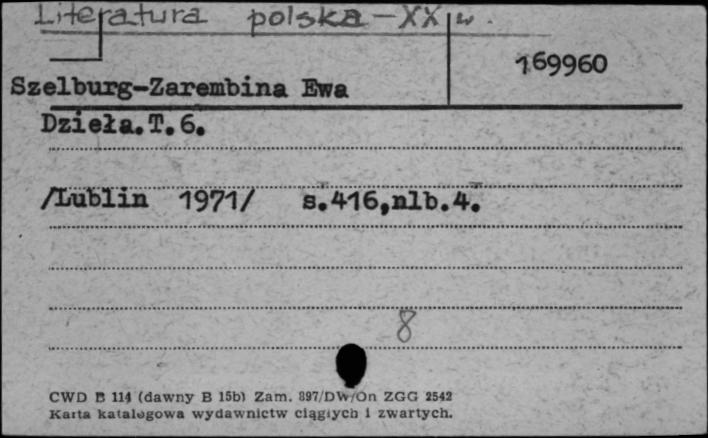 Literatura polska - XX w.
169960
Szelburg-Zarembina Ewa
Dzieła.T.6.
/Lublin 1971/ s.416,nlb.4.
8
CWD B 114 (dawny B 15b) Zam. 897/DW/On ZGG 2542
Karta katalogowa wydawnictw ciągłych i zwartych.